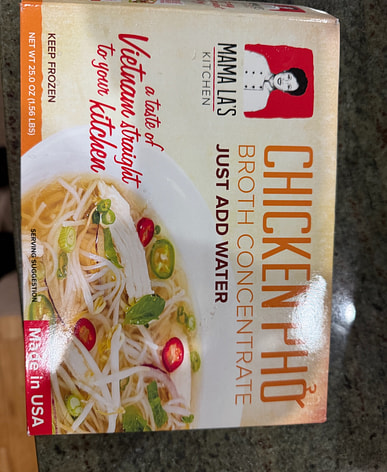 MAMA LA'S
KITCHEN
CHICKEN PHỞ
BROTH CONCENTRATE
JUST ADD WATER
a taste of
Vietnam straight
to your kitchen
KEEP FROZEN
NET WT 25.0 OZ (1.56 LBS)
SERVING SUGGESTION
Made in USA